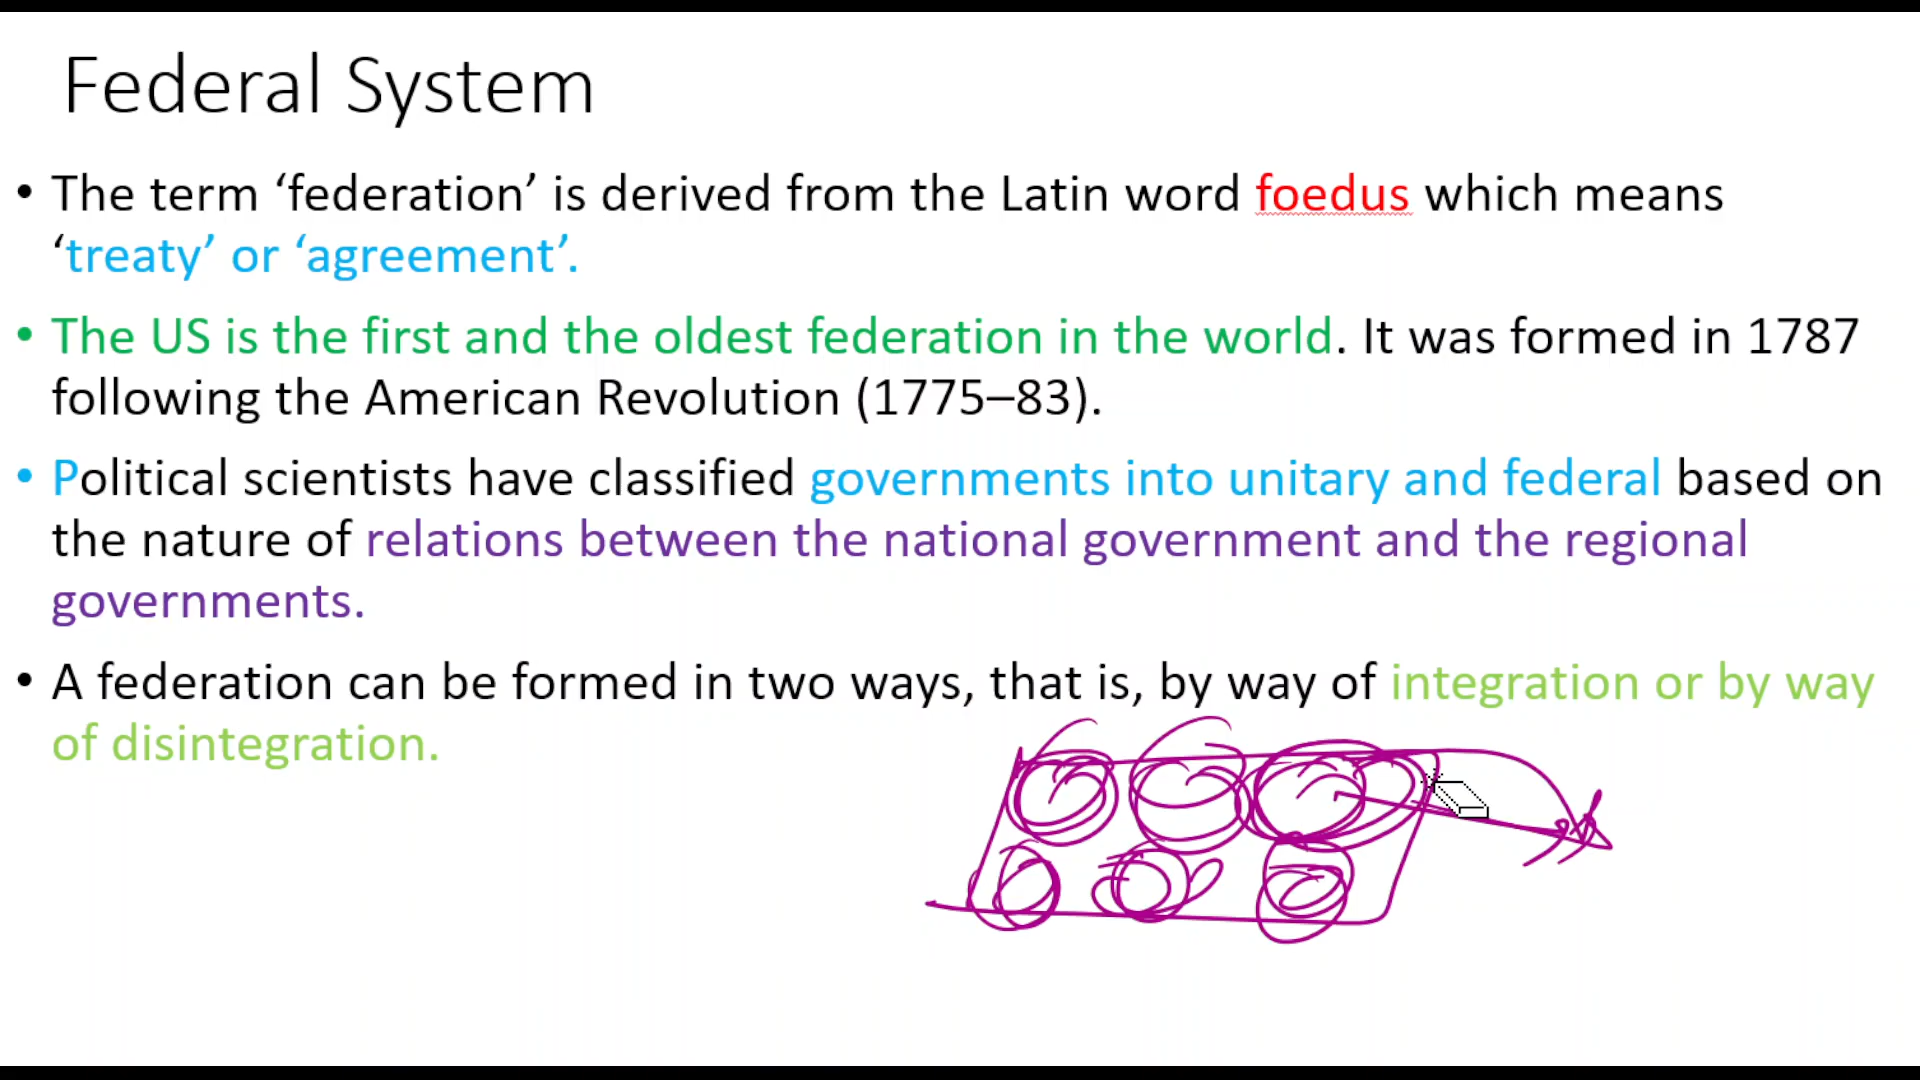 Federal System
• The term ‘federation’ is derived from the Latin word foedus which means
‘treaty’ or ‘agreement’.
• The US is the first and the oldest federation in the world. It was formed in 1787
following the American Revolution (1775–83).
• Political scientists have classified governments into unitary and federal based on
the nature of relations between the national government and the regional
governments.
• A federation can be formed in two ways, that is, by way of integration or by way
of disintegration.